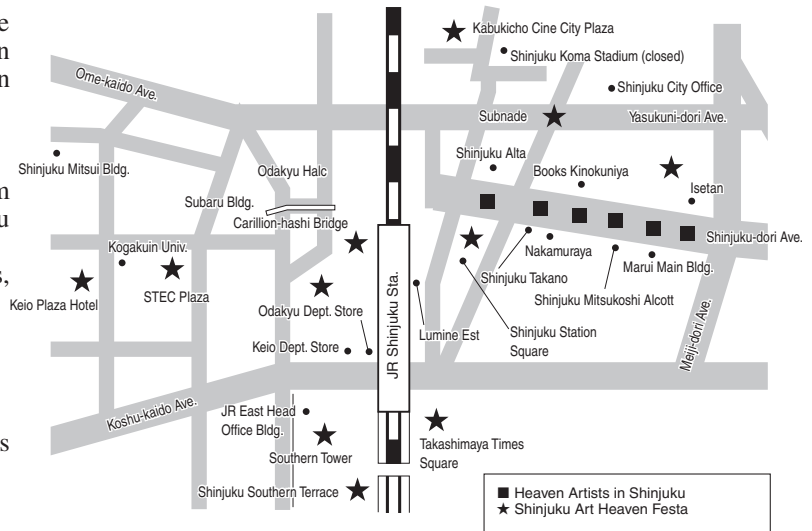 e
n
n
m
u
s,
s
Kabukicho Cine City Plaza
Shinjuku Koma Stadium (closed)
Ome-kaido Ave.
Shinjuku City Office
Subnade
Yasukuni-dori Ave.
Shinjuku Mitsui Bldg.
Odakyu Halc
Shinjuku Alta
Books Kinokuniya
Isetan
Subaru Bldg.
Carillion-hashi Bridge
Kogakuin Univ.
Shinjuku-dori Ave.
Nakamuraya
Marui Main Bldg.
Shinjuku Takano
Keio Plaza Hotel
STEC Plaza
Shinjuku Mitsukoshi Alcott
Odakyu Dept. Store
JR Shinjuku Sta.
Lumine Est
Shinjuku Station
Square
Keio Dept. Store
Meiji-dori Ave.
Koshu-kaido Ave.
JR East Head
Office Bldg.
Southern Tower
Takashimaya Times
Square
Shinjuku Southern Terrace
Heaven Artists in Shinjuku
Shinjuku Art Heaven Festa